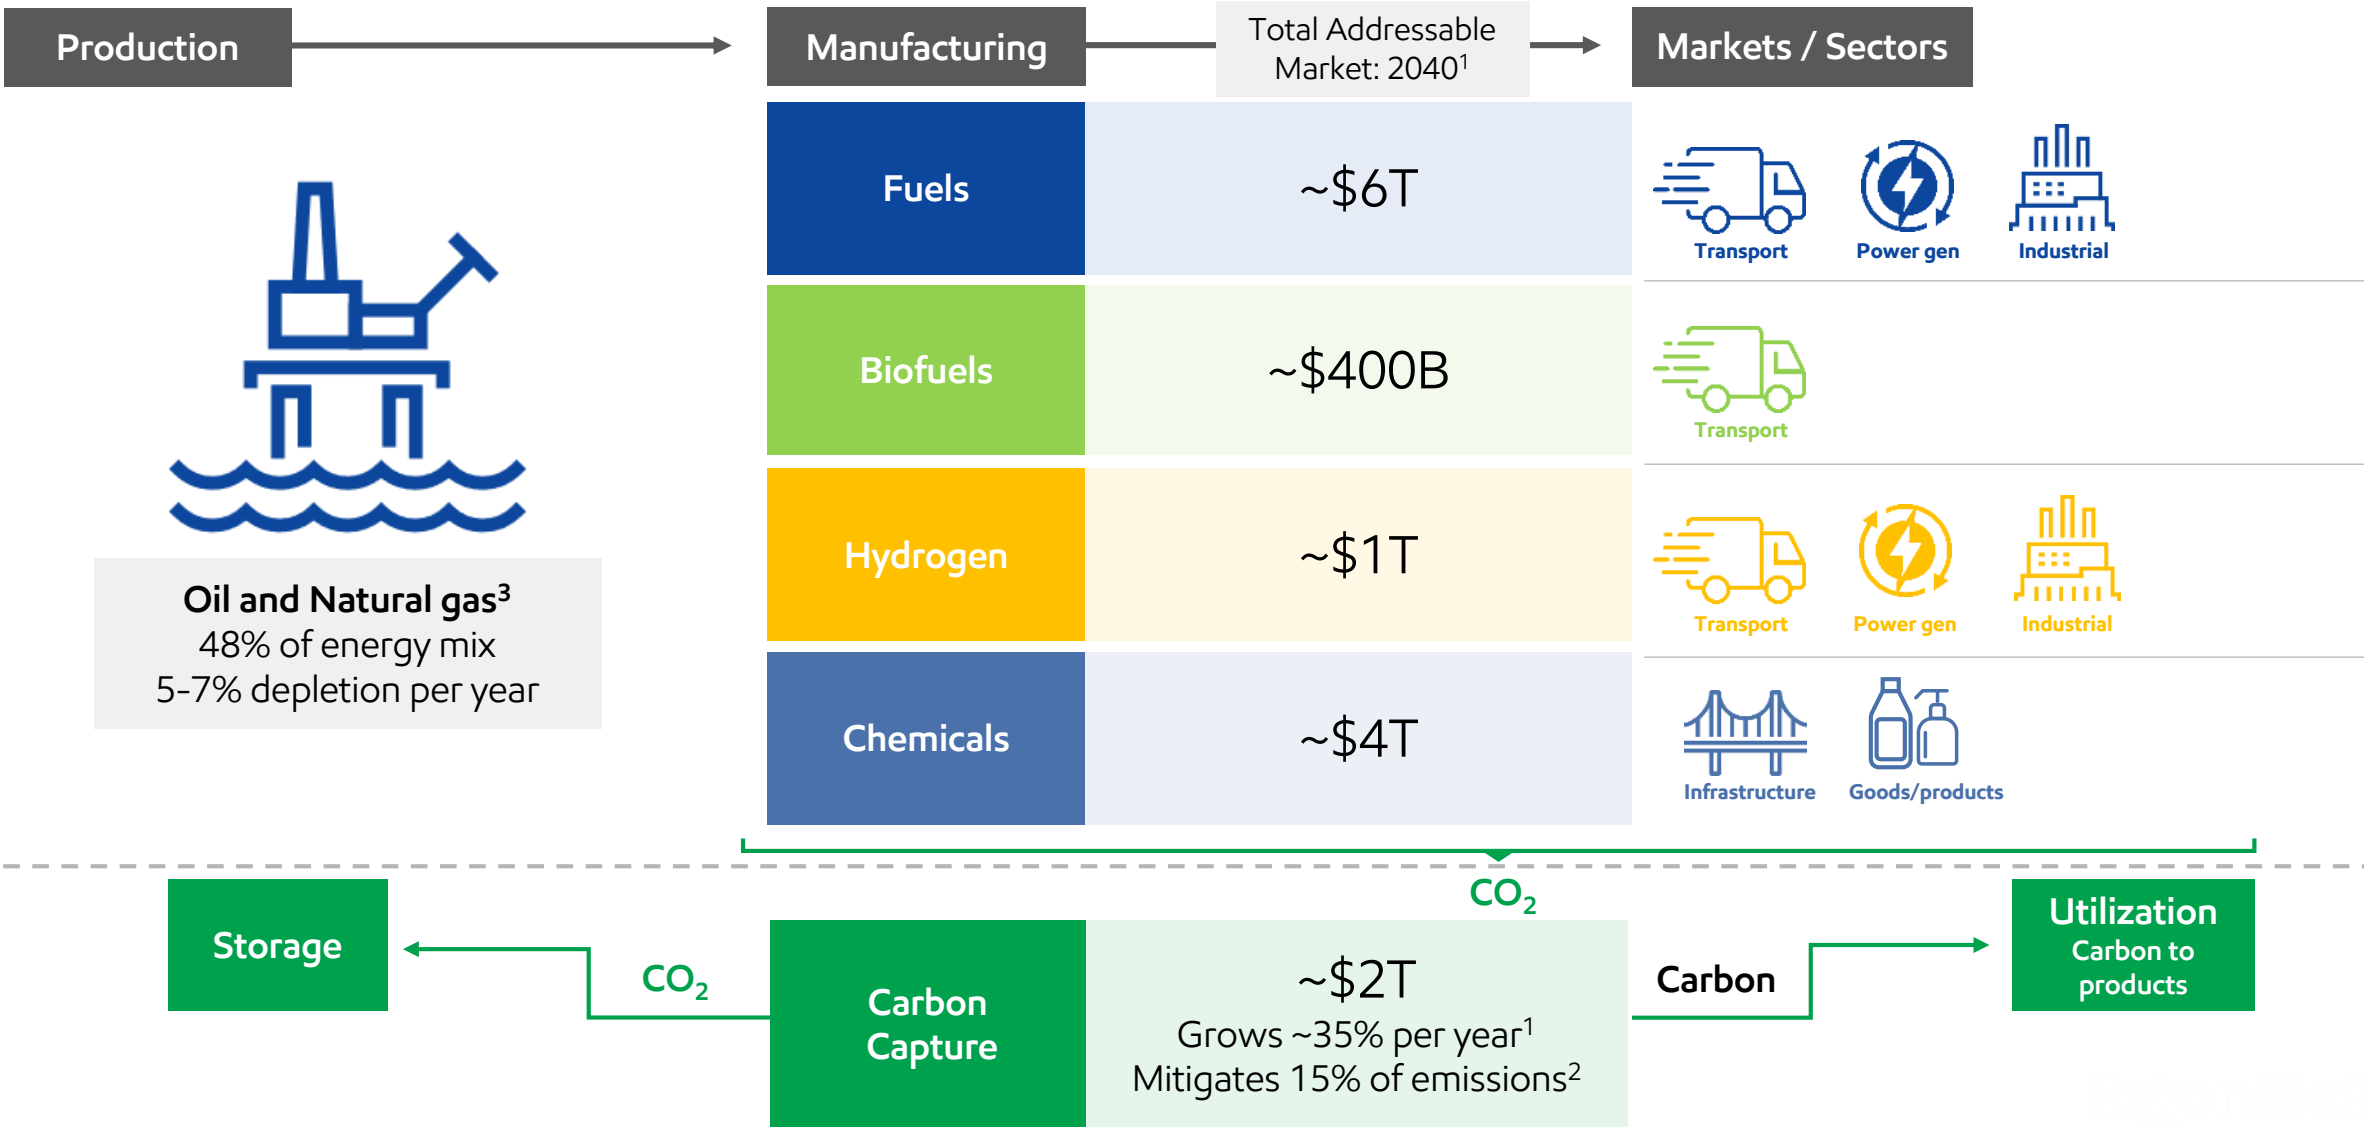 Production
Manufacturing
Total Addressable
Market: 2040¹
Markets / Sectors
Fuels
~$6T
Transport
Power gen
Industrial
Biofuels
~$400B
Transport
Oil and Natural gas³
48% of energy mix
5-7% depletion per year
Hydrogen
~$1T
Transport
Power gen
Industrial
Chemicals
~$4T
Infrastructure
Goods/products
CO₂
Storage
CO₂
Carbon
Capture
~$2T
Grows ~35% per year¹
Mitigates 15% of emissions²
Carbon
Utilization
Carbon to
products